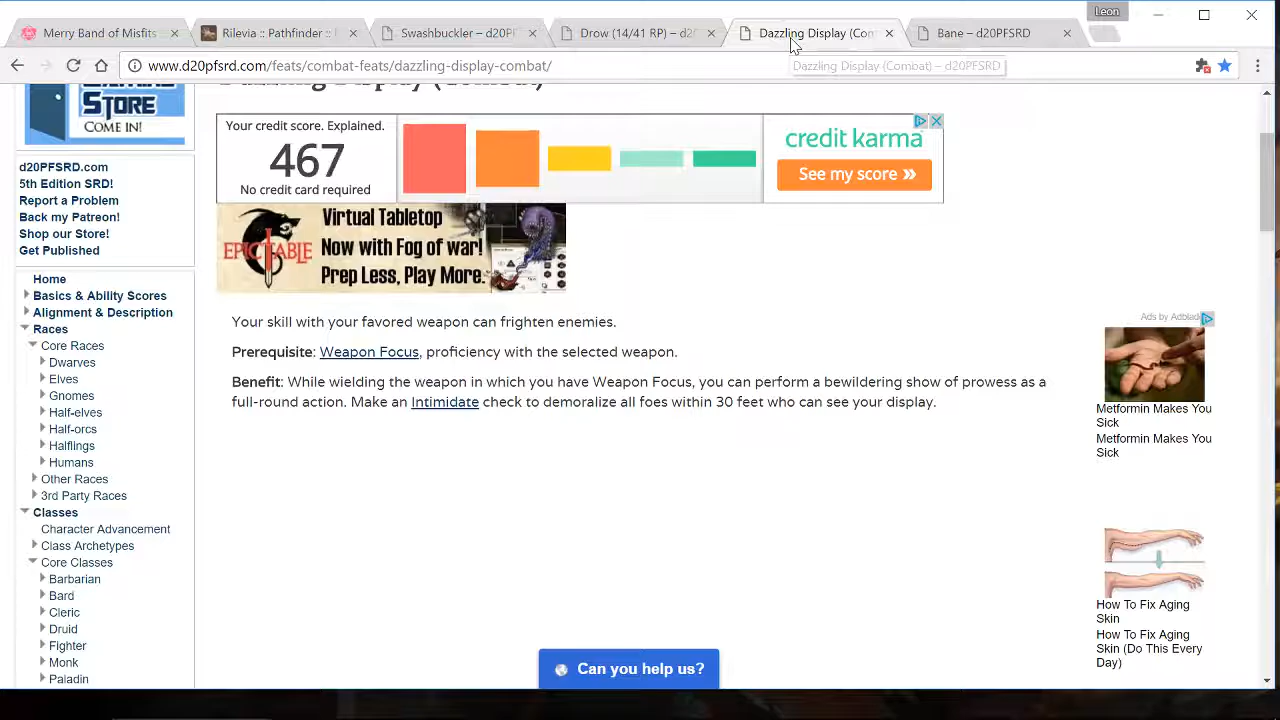 Leon
Merry Band of Misfits
Rilevia :: Pathfinder ::
Swashbuckler – d20PF
Drow (14/41 RP) – d20
Dazzling Display (Com
Bane – d20PFSRD
www.d20pfsrd.com/feats/combat-feats/dazzling-display-combat/
Dazzling Display (Combat) – d20PFSRD
Dazzling Display (Combat)
STORE
COME IN!
Your credit score. Explained.
467
No credit card required
credit karma
See my score »
Virtual Tabletop
Now with Fog of war!
Prep Less, Play More.
EPIC TABLE
d20PFSRD.com
5th Edition SRD!
Report a Problem
Back my Patreon!
Shop our Store!
Get Published
Home
Basics & Ability Scores
Alignment & Description
Races
Core Races
Dwarves
Elves
Gnomes
Half-elves
Half-orcs
Halflings
Humans
Other Races
3rd Party Races
Classes
Character Advancement
Class Archetypes
Core Classes
Barbarian
Bard
Cleric
Druid
Fighter
Monk
Paladin
Your skill with your favored weapon can frighten enemies.
Prerequisite: Weapon Focus, proficiency with the selected weapon.
Benefit: While wielding the weapon in which you have Weapon Focus, you can perform a bewildering show of prowess as a
full-round action. Make an Intimidate check to demoralize all foes within 30 feet who can see your display.
Ads by Adblade
Metformin Makes You
Sick
Metformin Makes You
Sick
How To Fix Aging
Skin
How To Fix Aging
Skin (Do This Every
Day)
Can you help us?